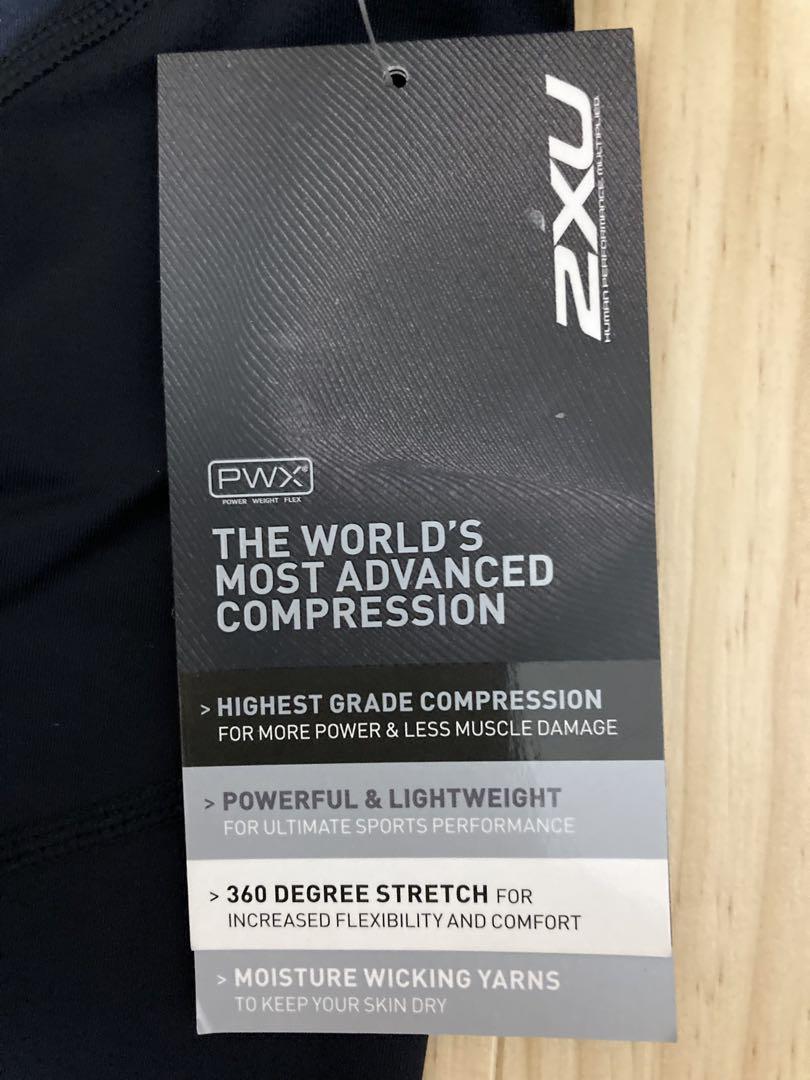 2XU
HUMAN PERFORMANCE MULTIPLIED
PWX®
POWER WEIGHT FLEX
THE WORLD'S
MOST ADVANCED
COMPRESSION
> HIGHEST GRADE COMPRESSION
FOR MORE POWER & LESS MUSCLE DAMAGE
> POWERFUL & LIGHTWEIGHT
FOR ULTIMATE SPORTS PERFORMANCE
> 360 DEGREE STRETCH FOR
INCREASED FLEXIBILITY AND COMFORT
> MOISTURE WICKING YARNS
TO KEEP YOUR SKIN DRY